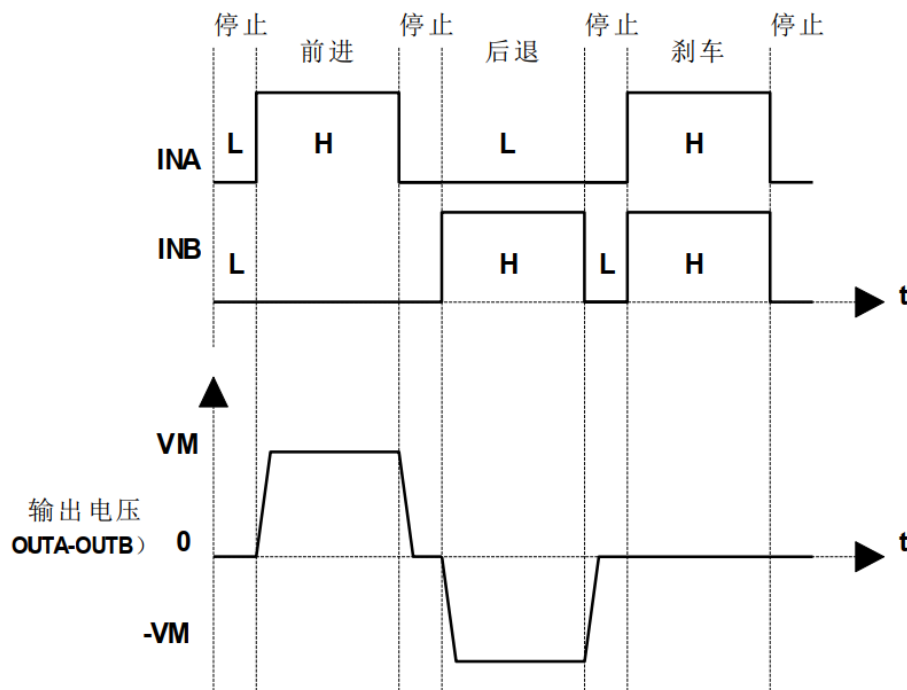 停止 停止 停止 停止
前进 后退 刹车
L H L H
INA
INB
L H L H
t
VM
输出电压
OUTA-OUTB） 0 t
-VM